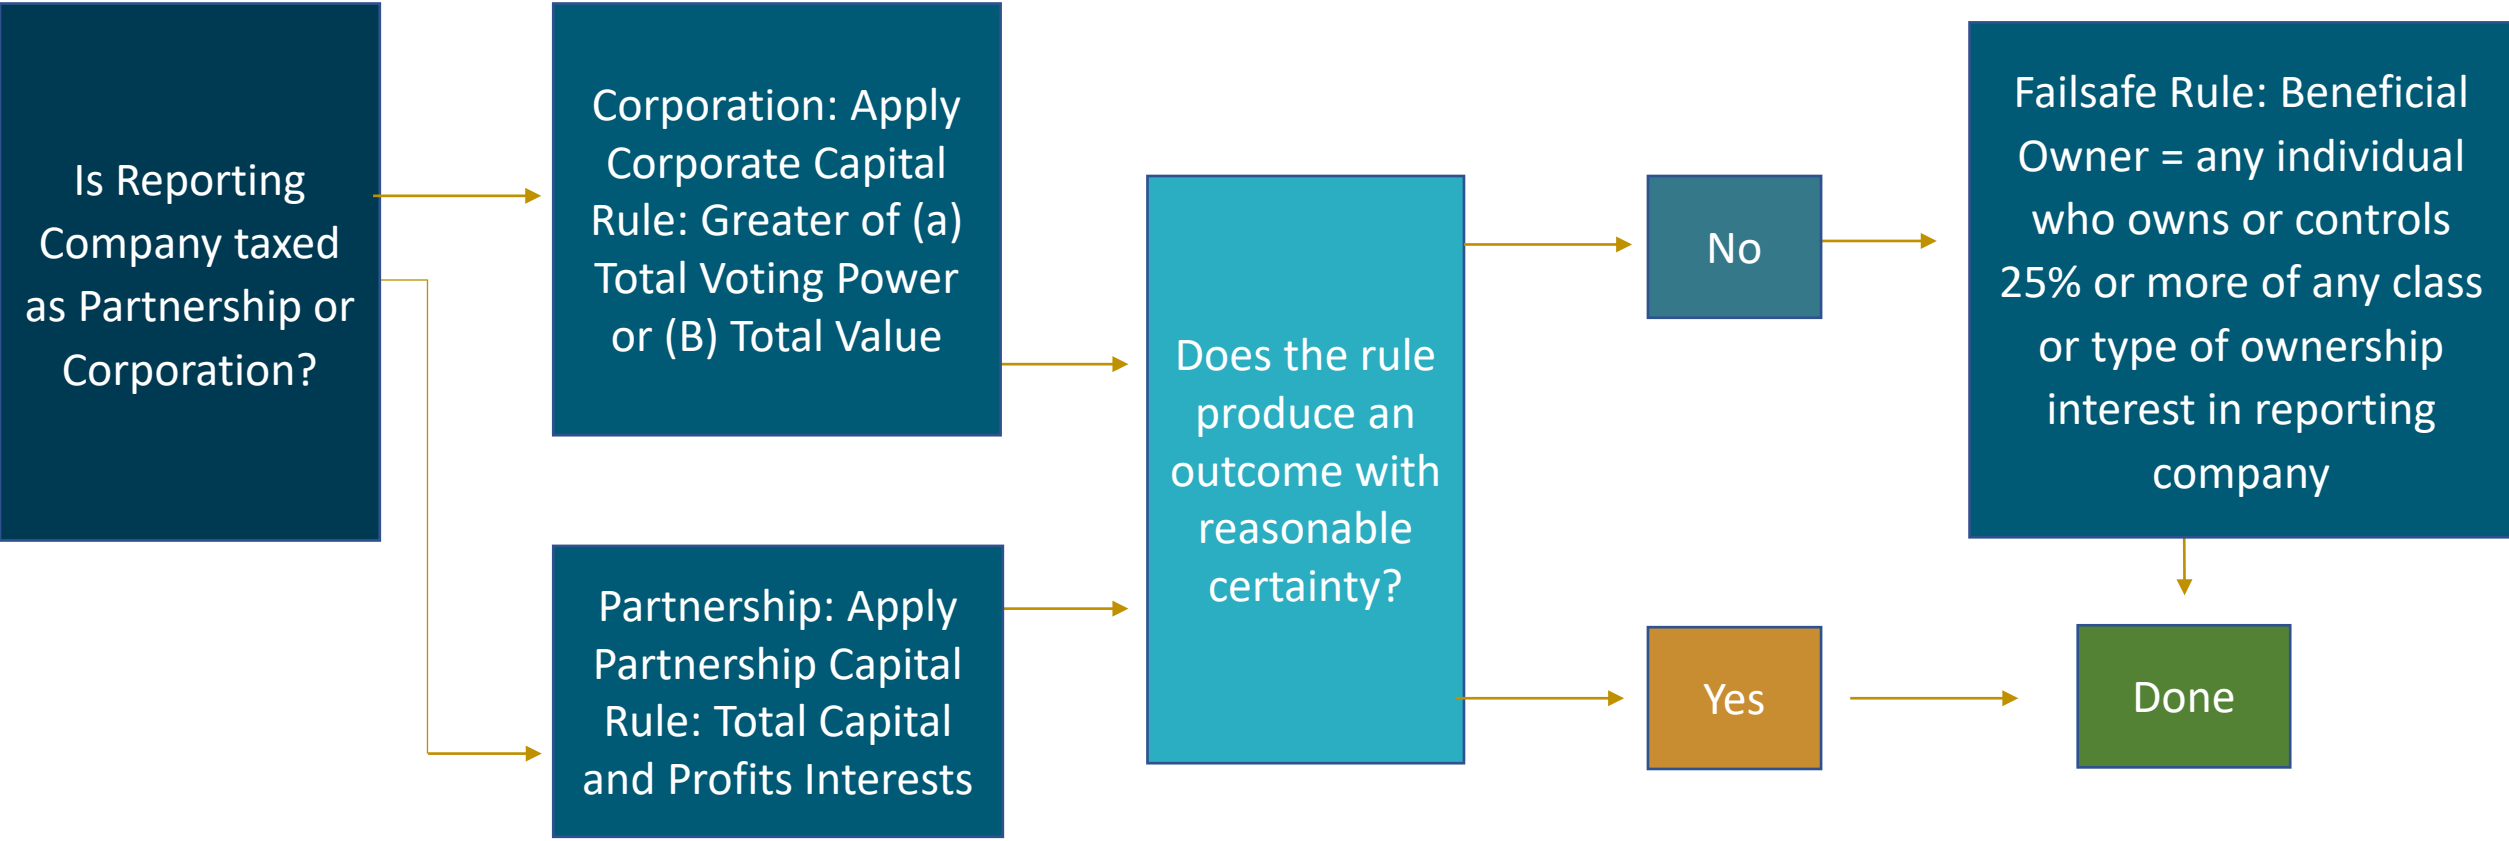 Is Reporting
Company taxed
as Partnership or
Corporation?
Corporation: Apply
Corporate Capital
Rule: Greater of (a)
Total Voting Power
or (B) Total Value
Partnership: Apply
Partnership Capital
Rule: Total Capital
and Profits Interests
Does the rule
produce an
outcome with
reasonable
certainty?
No
Yes
Failsafe Rule: Beneficial
Owner = any individual
who owns or controls
25% or more of any class
or type of ownership
interest in reporting
company
Done